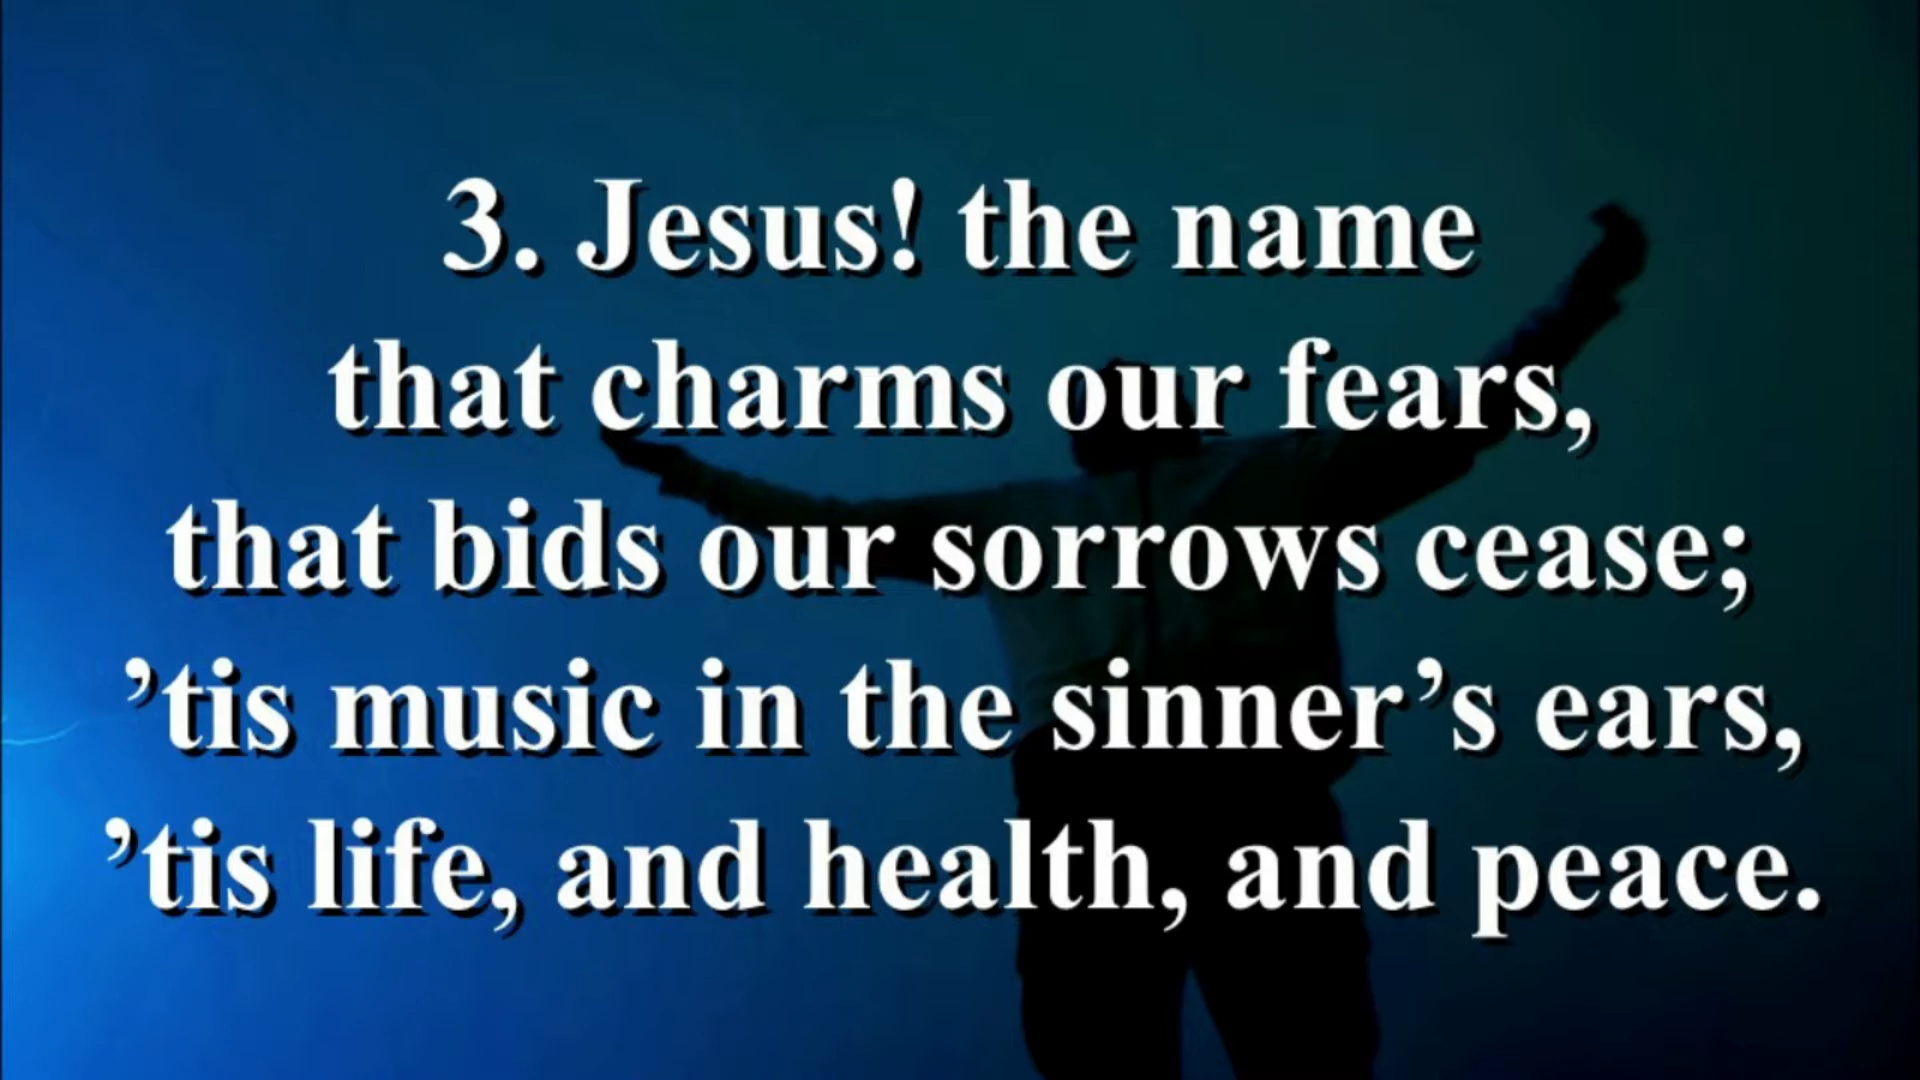 3. Jesus! the name
that charms our fears,
that bids our sorrows cease;
’tis music in the sinner’s ears,
’tis life, and health, and peace.